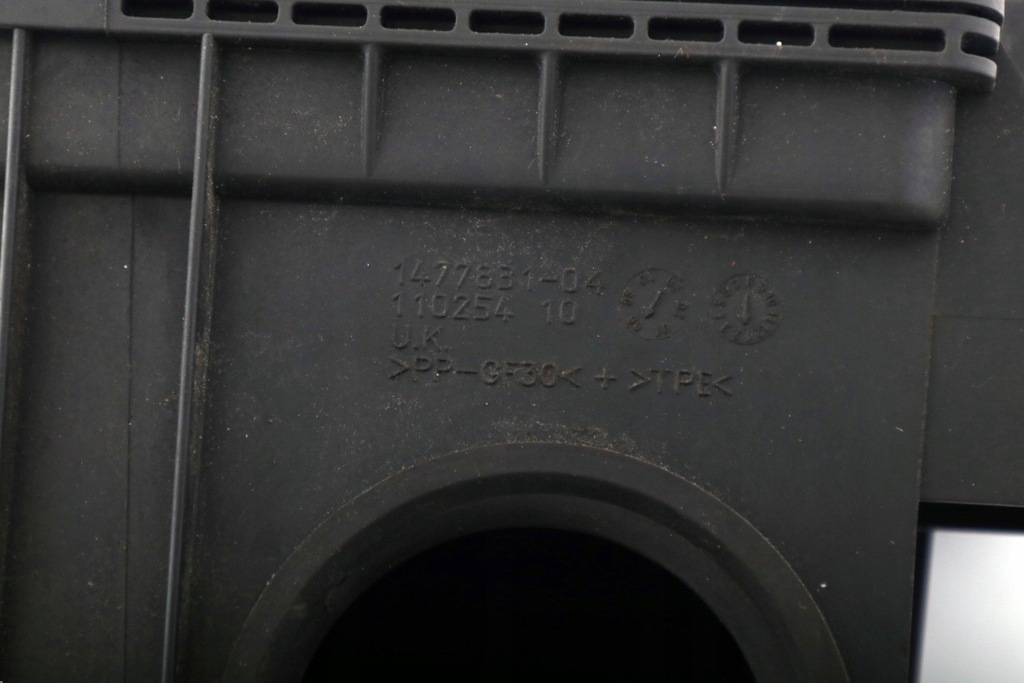 1477831-04
110254 10
U.K.
>PP-GF30< + >TPE<